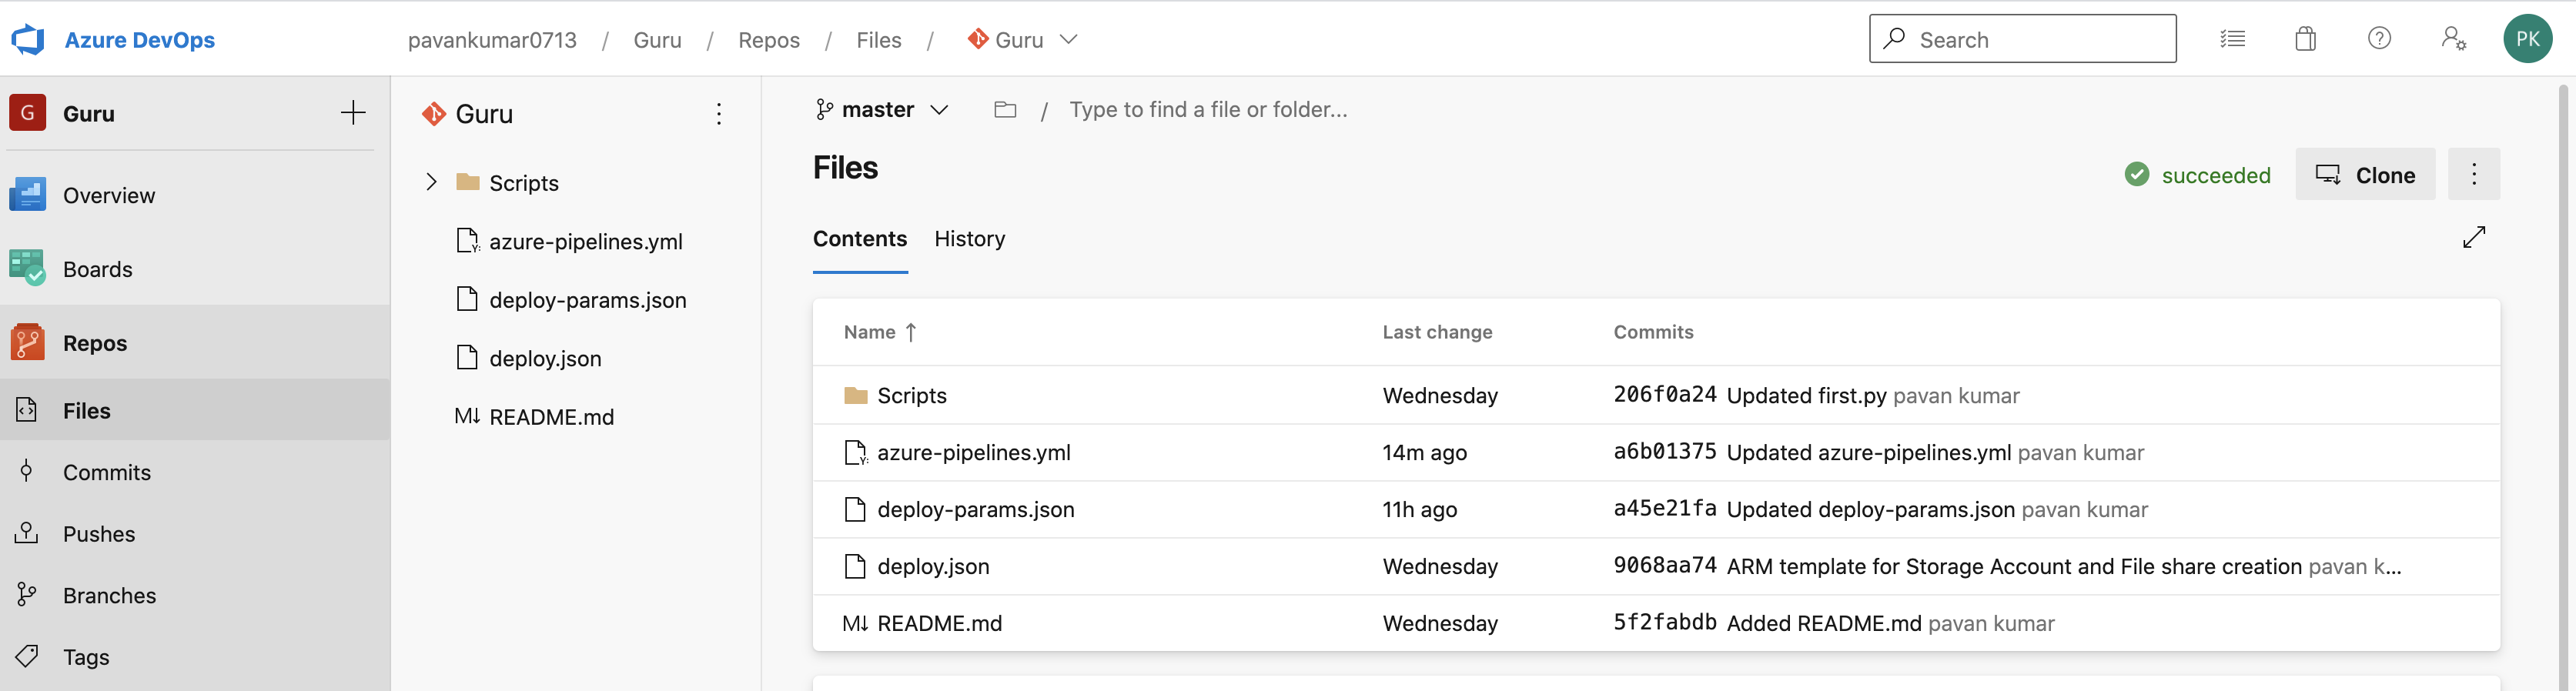 Azure DevOps
pavankumar0713 / Guru / Repos / Files / Guru
Search
PK
G Guru
Overview
Boards
Repos
Files
Commits
Pushes
Branches
Tags
Guru
Scripts
azure-pipelines.yml
deploy-params.json
deploy.json
README.md
master / Type to find a file or folder...
Files
succeeded
Clone
Contents History
Name Last change Commits
Scripts Wednesday 206f0a24 Updated first.py pavan kumar
azure-pipelines.yml 14m ago a6b01375 Updated azure-pipelines.yml pavan kumar
deploy-params.json 11h ago a45e21fa Updated deploy-params.json pavan kumar
deploy.json Wednesday 9068aa74 ARM template for Storage Account and File share creation pavan k...
README.md Wednesday 5f2fabdb Added README.md pavan kumar